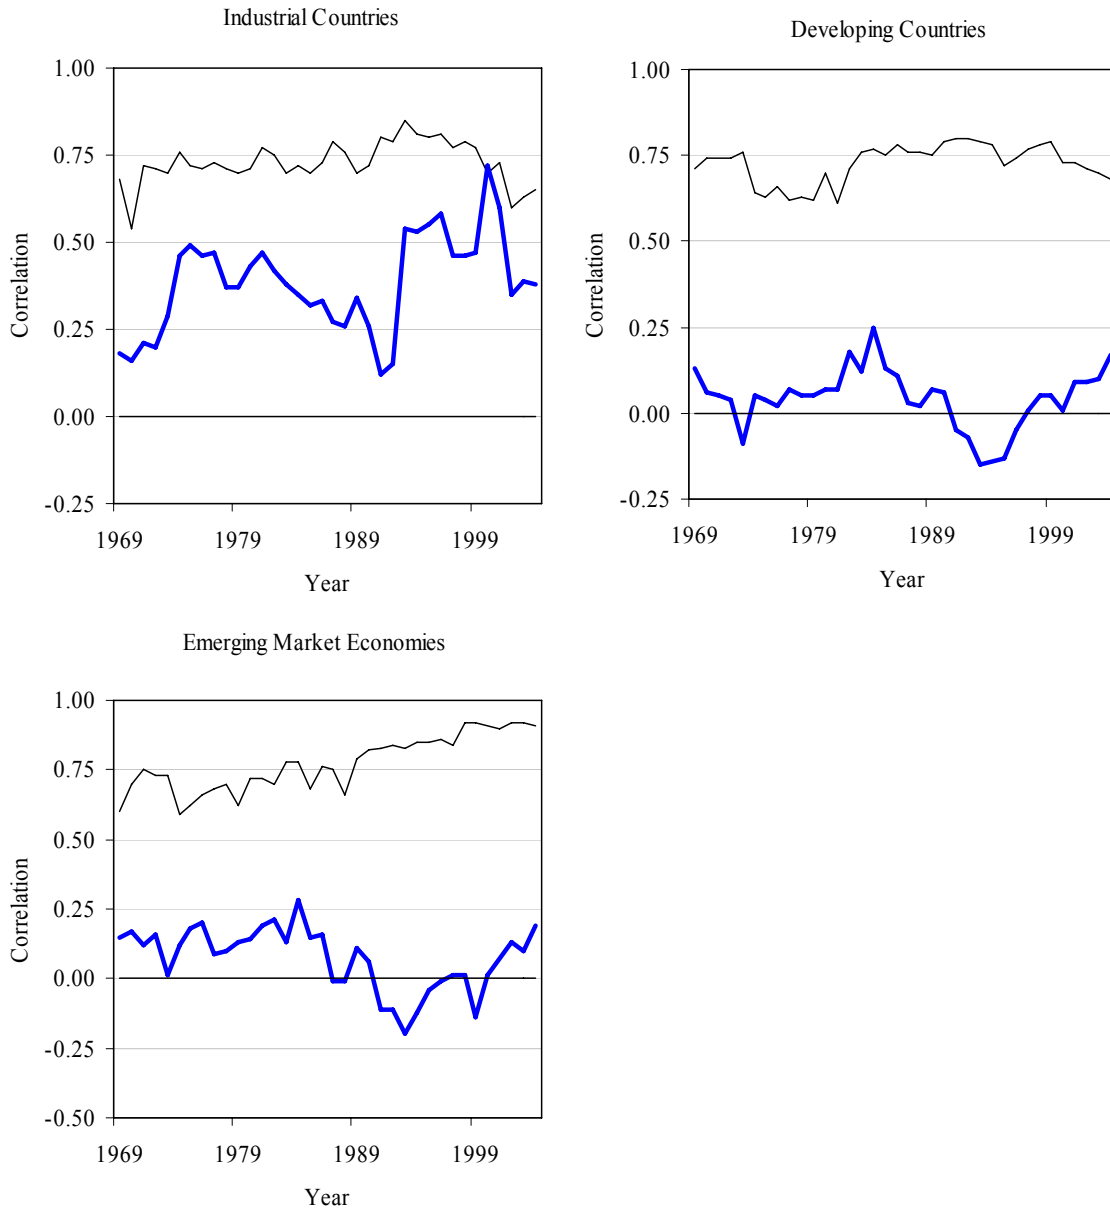 Industrial Countries
1.00
0.75
0.50
0.25
0.00
-0.25
Correlation
1969 1979 1989 1999
Year
Developing Countries
1.00
0.75
0.50
0.25
0.00
-0.25
Correlation
1969 1979 1989 1999
Year
Emerging Market Economies
1.00
0.75
0.50
0.25
0.00
-0.25
-0.50
Correlation
1969 1979 1989 1999
Year